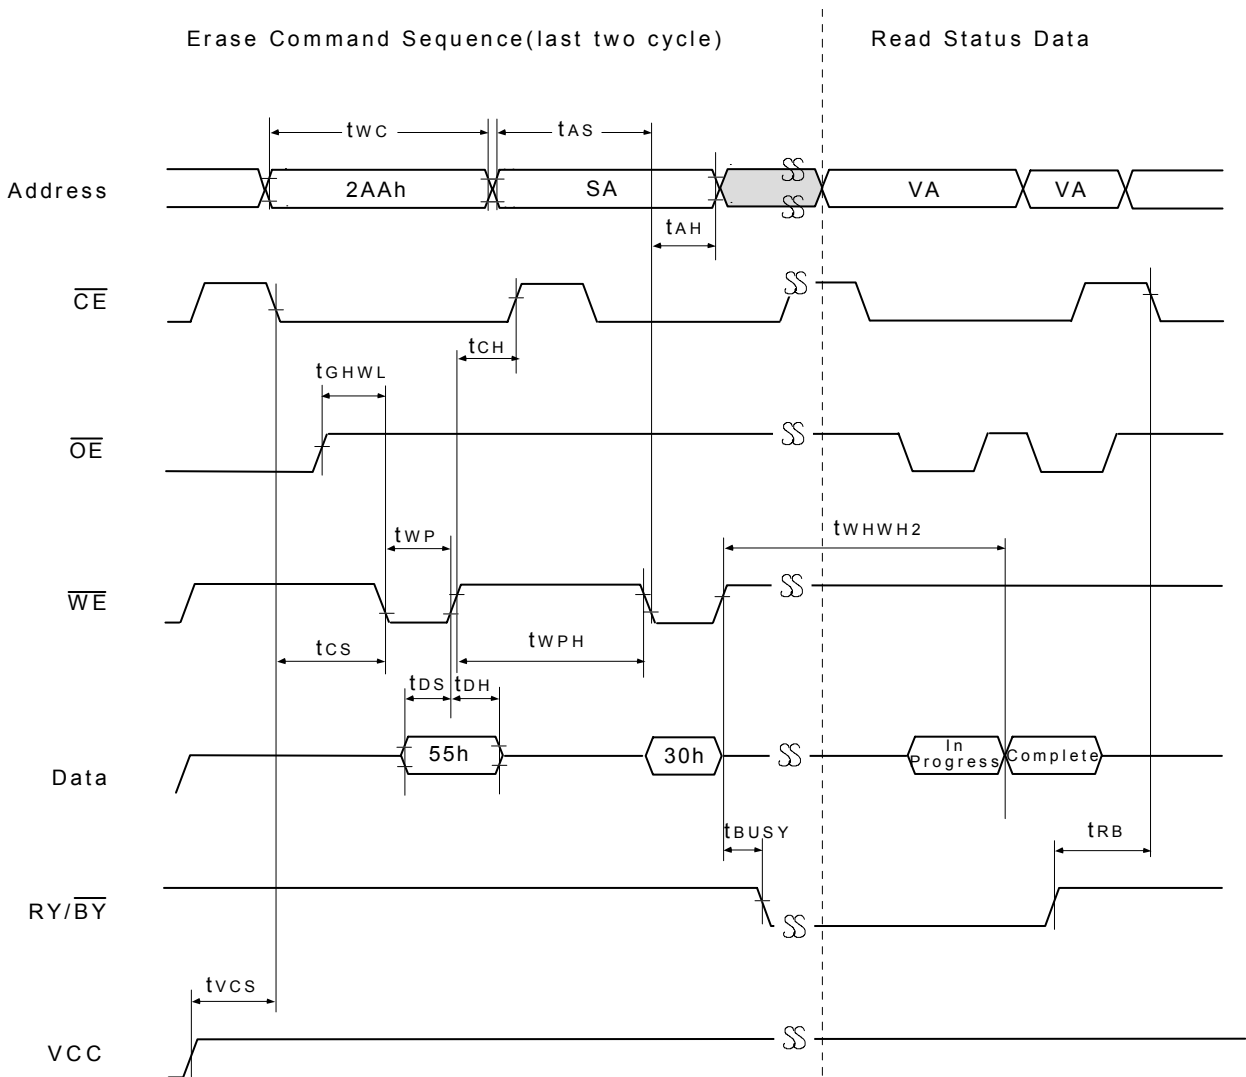 Erase Command Sequence(last two cycle) Read Status Data
tWC tAS
Address 2AAh SA VA VA
tAH
CE
tCH
tGHWL
OE
tWP tWHWH2
WE
tCS tWPH
tDS tDH
Data 55h 30h In Progress Complete
tBUSY tRB
RY/BY
tVCS
VCC